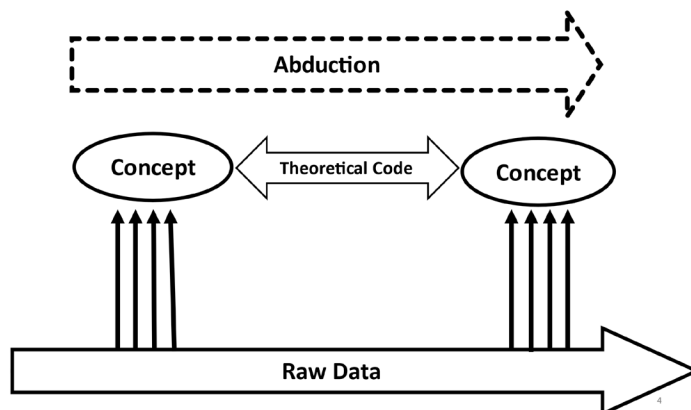 Abduction
Concept
Theoretical Code
Concept
Raw Data
4